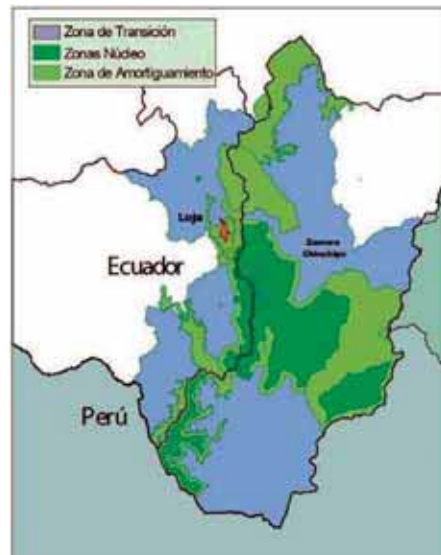 Zona de Transición
Zonas Núcleo
Zona de Amortiguamiento
Loja
Zamora
Chinchipe
Ecuador
Perú